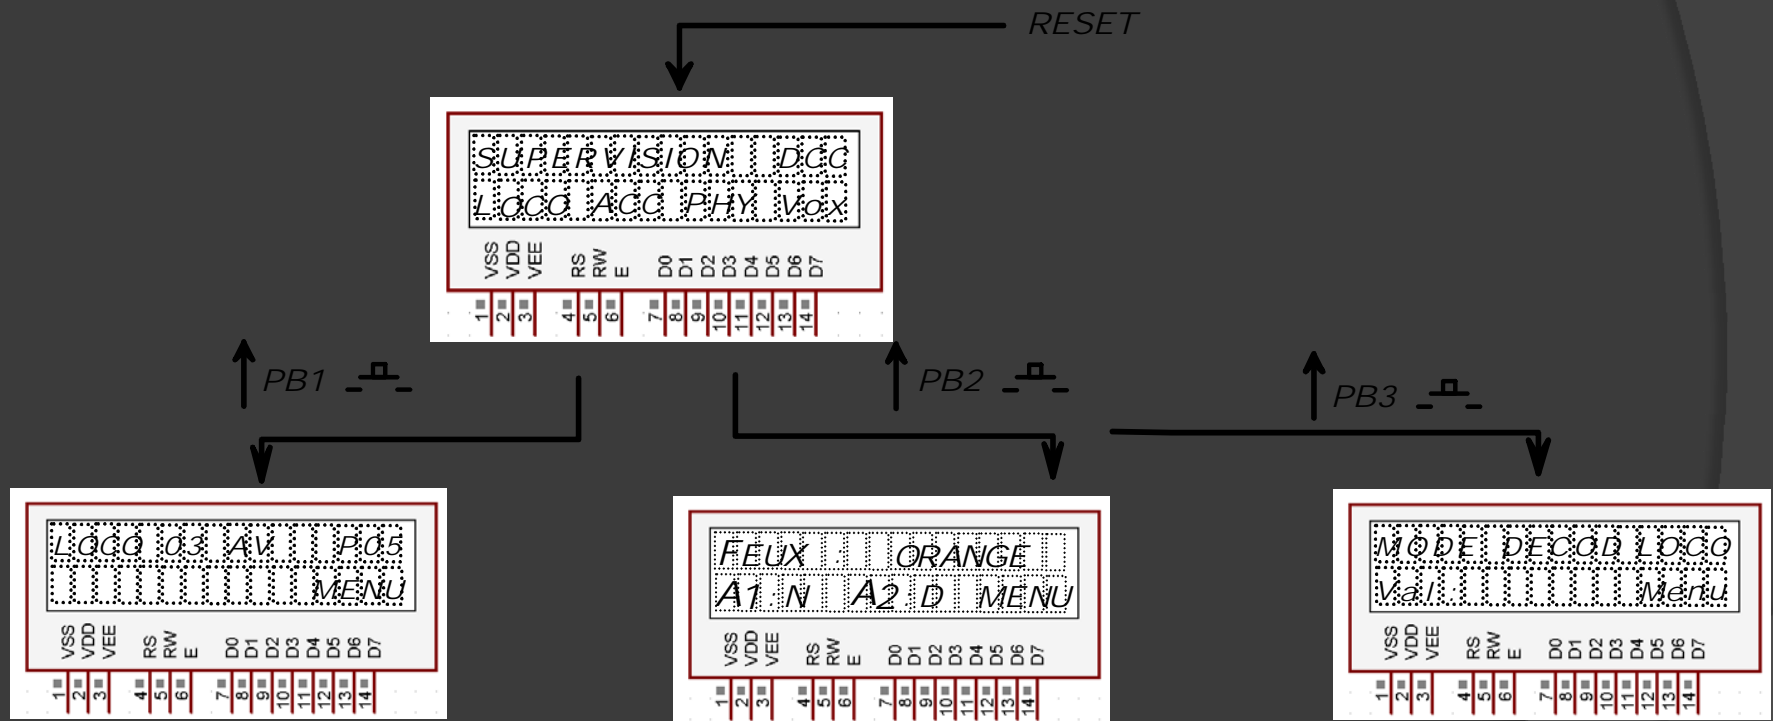 RESET
SUPERVISION DCC
LOCO ACC PHY Vox
VSS VDD VEE RS RW E D0 D1 D2 D3 D4 D5 D6 D7
1 2 3 4 5 6 7 8 9 10 11 12 13 14
PB1
PB2
PB3
LOCO 03 AV P05
MENU
VSS VDD VEE RS RW E D0 D1 D2 D3 D4 D5 D6 D7
1 2 3 4 5 6 7 8 9 10 11 12 13 14
FEUX : ORANGE
A1:N A2:D MENU
VSS VDD VEE RS RW E D0 D1 D2 D3 D4 D5 D6 D7
1 2 3 4 5 6 7 8 9 10 11 12 13 14
MODE DECOD LOCO
Val: Menu
VSS VDD VEE RS RW E D0 D1 D2 D3 D4 D5 D6 D7
1 2 3 4 5 6 7 8 9 10 11 12 13 14